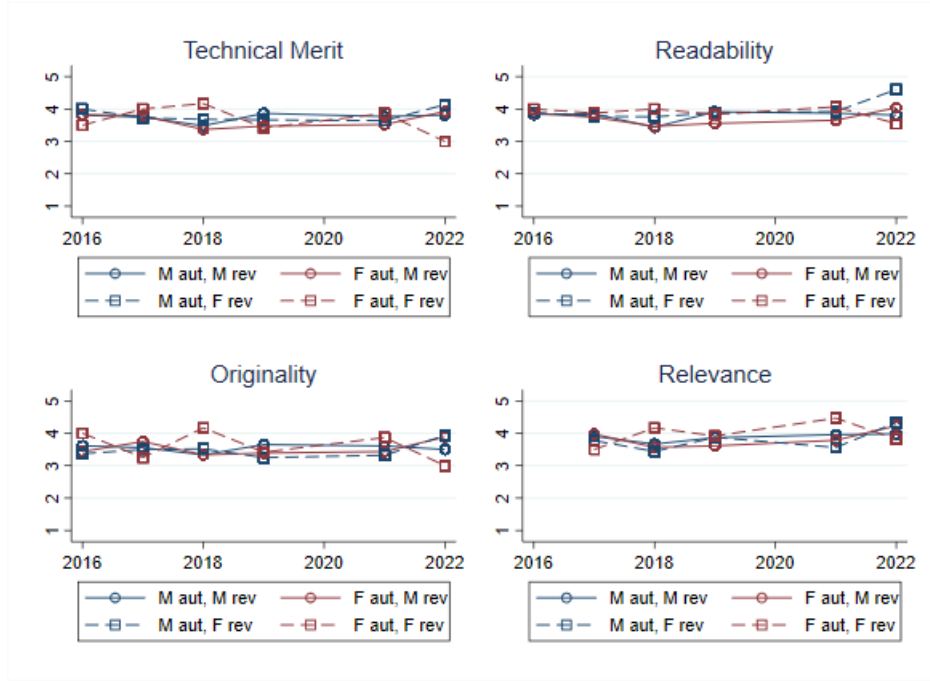 Technical Merit
5
4
3
2
1
2016 2018 2020 2022
M aut, M rev F aut, M rev
M aut, F rev F aut, F rev
Readability
5
4
3
2
1
2016 2018 2020 2022
M aut, M rev F aut, M rev
M aut, F rev F aut, F rev
Originality
5
4
3
2
1
2016 2018 2020 2022
M aut, M rev F aut, M rev
M aut, F rev F aut, F rev
Relevance
5
4
3
2
1
2016 2018 2020 2022
M aut, M rev F aut, M rev
M aut, F rev F aut, F rev